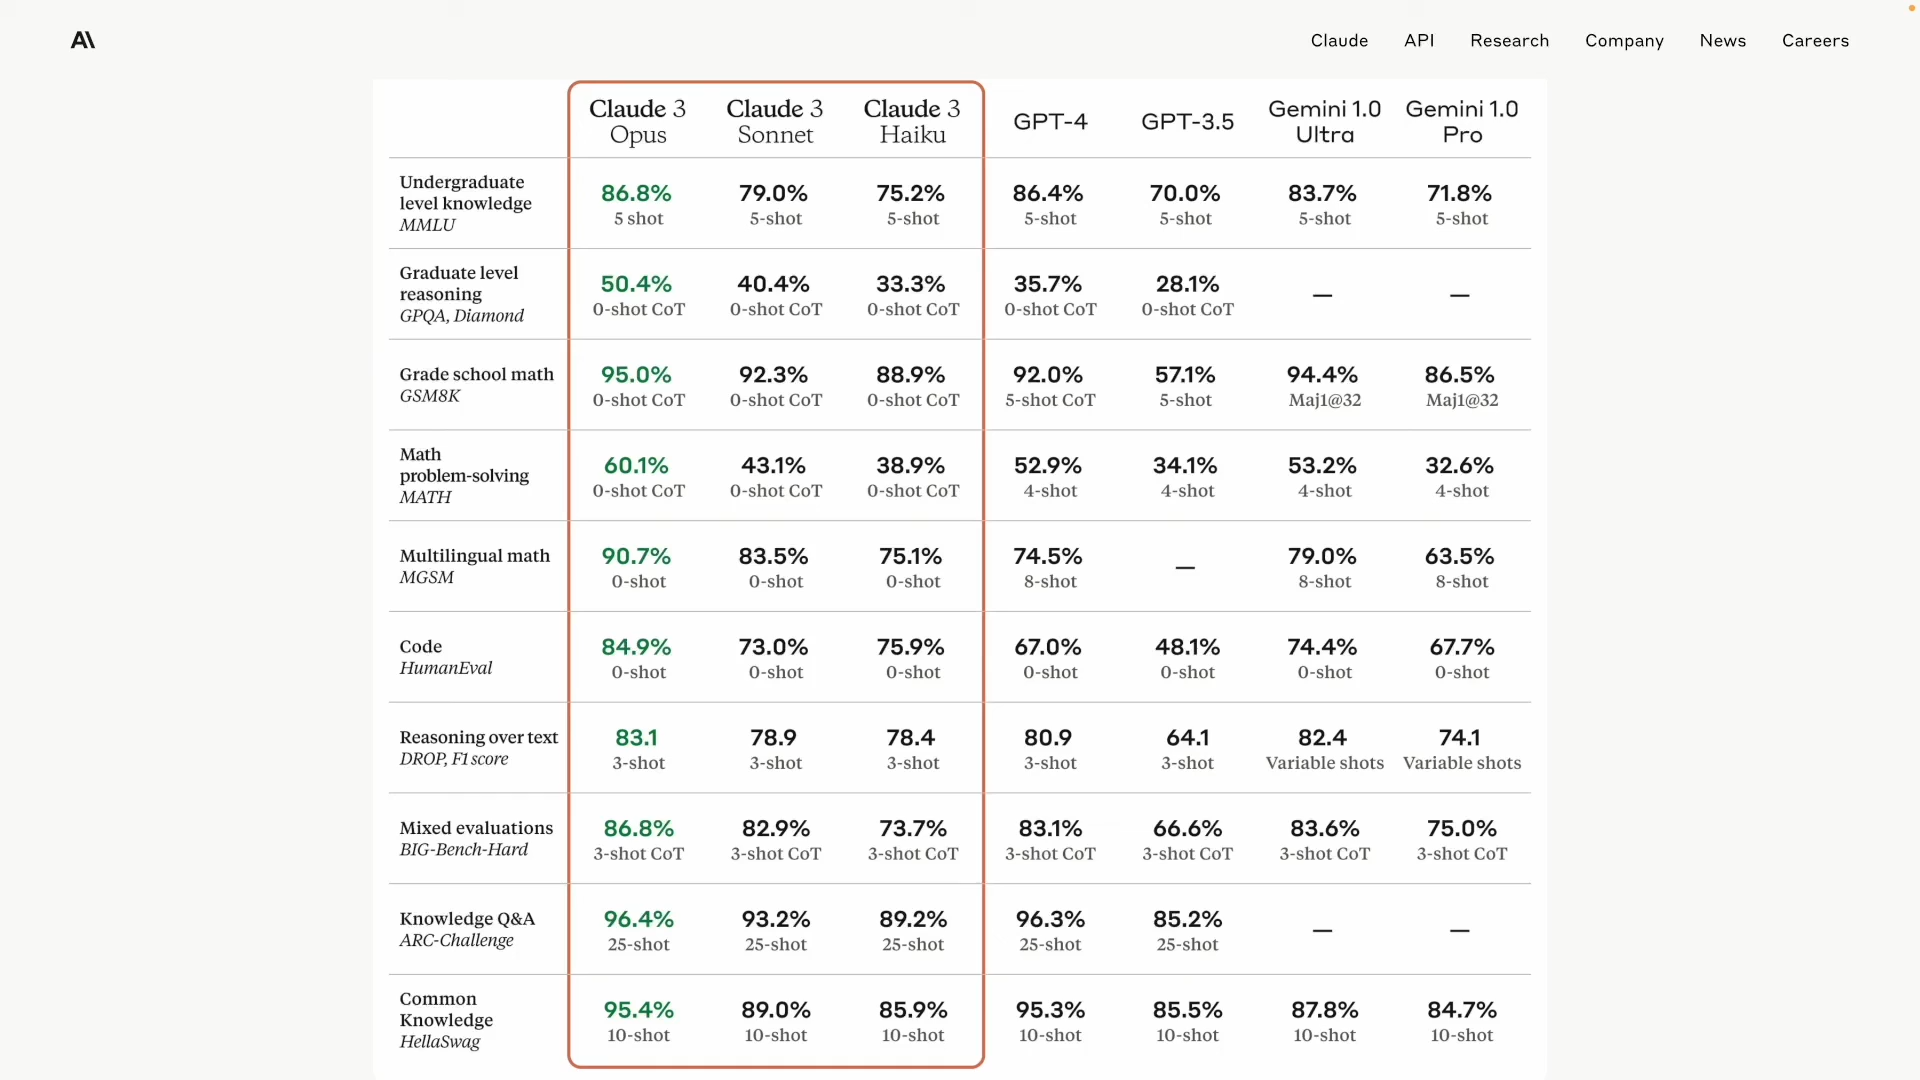 A\
Claude API Research Company News Careers
Claude 3 Opus Claude 3 Sonnet Claude 3 Haiku GPT-4 GPT-3.5 Gemini 1.0 Ultra Gemini 1.0 Pro
Undergraduate
level knowledge
MMLU
86.8% 79.0% 75.2% 86.4% 70.0% 83.7% 71.8%
5 shot 5-shot 5-shot 5-shot 5-shot 5-shot 5-shot
Graduate level
reasoning
GPQA, Diamond
50.4% 40.4% 33.3% 35.7% 28.1% — —
0-shot CoT 0-shot CoT 0-shot CoT 0-shot CoT 0-shot CoT
Grade school math
GSM8K
95.0% 92.3% 88.9% 92.0% 57.1% 94.4% 86.5%
0-shot CoT 0-shot CoT 0-shot CoT 5-shot CoT 5-shot Maj1@32 Maj1@32
Math
problem-solving
MATH
60.1% 43.1% 38.9% 52.9% 34.1% 53.2% 32.6%
0-shot CoT 0-shot CoT 0-shot CoT 4-shot 4-shot 4-shot 4-shot
Multilingual math
MGSM
90.7% 83.5% 75.1% 74.5% — 79.0% 63.5%
0-shot 0-shot 0-shot 8-shot 8-shot 8-shot
Code
HumanEval
84.9% 73.0% 75.9% 67.0% 48.1% 74.4% 67.7%
0-shot 0-shot 0-shot 0-shot 0-shot 0-shot 0-shot
Reasoning over text
DROP, F1 score
83.1 78.9 78.4 80.9 64.1 82.4 74.1
3-shot 3-shot 3-shot 3-shot 3-shot Variable shots Variable shots
Mixed evaluations
BIG-Bench-Hard
86.8% 82.9% 73.7% 83.1% 66.6% 83.6% 75.0%
3-shot CoT 3-shot CoT 3-shot CoT 3-shot CoT 3-shot CoT 3-shot CoT 3-shot CoT
Knowledge Q&A
ARC-Challenge
96.4% 93.2% 89.2% 96.3% 85.2% — —
25-shot 25-shot 25-shot 25-shot 25-shot
Common
Knowledge
HellaSwag
95.4% 89.0% 85.9% 95.3% 85.5% 87.8% 84.7%
10-shot 10-shot 10-shot 10-shot 10-shot 10-shot 10-shot